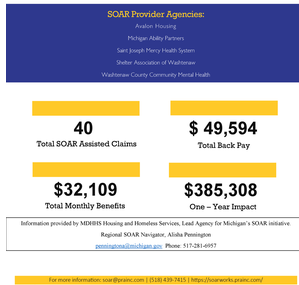 SOAR Provider Agencies:
Avalon Housing
Michigan Ability Partners
Saint Joseph Mercy Health System
Shelter Association of Washtenaw
Washtenaw County Community Mental Health
40
Total SOAR Assisted Claims
$ 49,594
Total Back Pay
$32,109
Total Monthly Benefits
$385,308
One – Year Impact
Information provided by MDHHS Housing and Homeless Services, Lead Agency for Michigan's SOAR initiative
Regional SOAR Navigator, Alisha Pennington
penningtona@michigan.gov Phone: 517-281-6957
For more information: soar@prainc.com | (518) 439-7415 | https://soarworks.prainc.com/